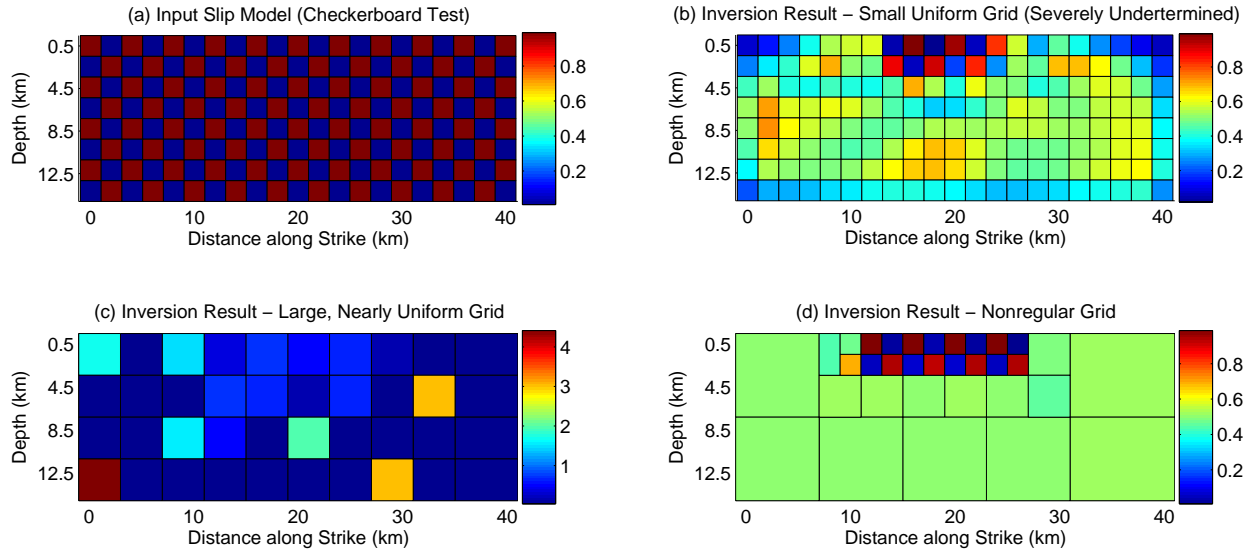 (a) Input Slip Model (Checkerboard Test)
0.5
4.5
8.5
12.5
Depth (km)
0 10 20 30 40
Distance along Strike (km)
0.8
0.6
0.4
0.2
(b) Inversion Result – Small Uniform Grid (Severely Undertermined)
0.5
4.5
8.5
12.5
Depth (km)
0 10 20 30 40
Distance along Strike (km)
0.8
0.6
0.4
0.2
(c) Inversion Result – Large, Nearly Uniform Grid
0.5
4.5
8.5
12.5
Depth (km)
0 10 20 30 40
Distance along Strike (km)
4
3
2
1
(d) Inversion Result – Nonregular Grid
0.5
4.5
8.5
12.5
Depth (km)
0 10 20 30 40
Distance along Strike (km)
0.8
0.6
0.4
0.2